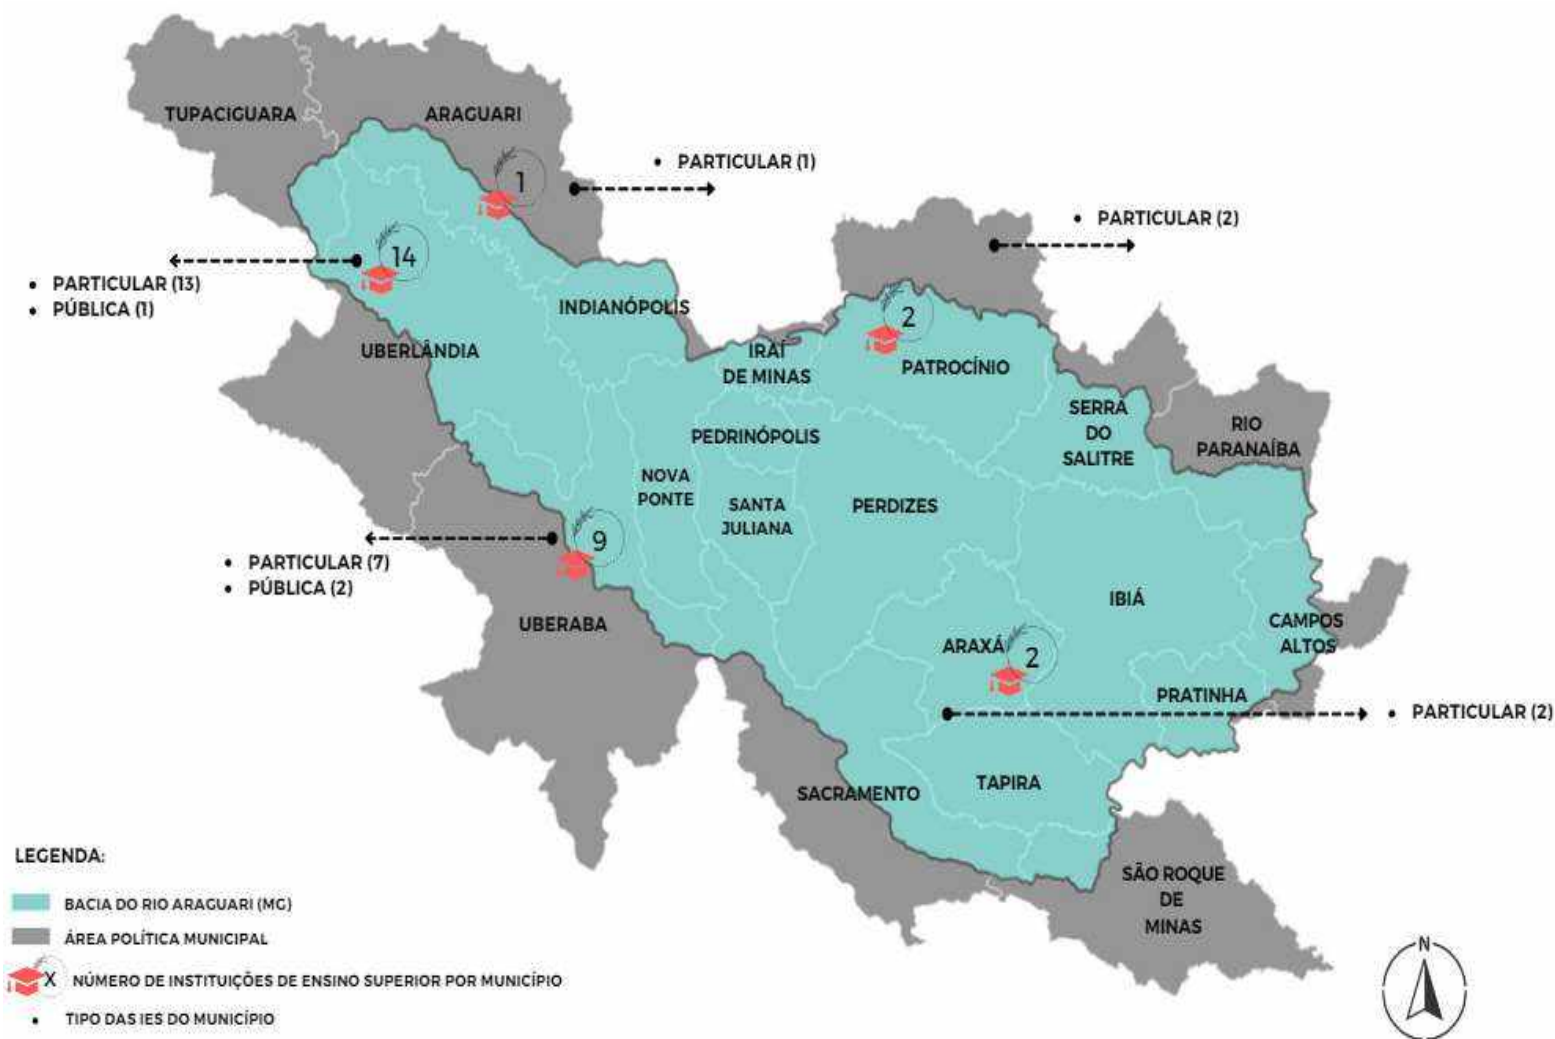 TUPACIGUARA
ARAGUARI
• PARTICULAR (1)
1
• PARTICULAR (2)
14
• PARTICULAR (13)
• PÚBLICA (1)
INDIANÓPOLIS
2
UBERLÂNDIA
IRAÍ
DE MINAS
PATROCÍNIO
SERRA
DO
SALITRE
RIO
PARANAÍBA
PEDRINÓPOLIS
NOVA
PONTE
SANTA
JULIANA
PERDIZES
9
• PARTICULAR (7)
• PÚBLICA (2)
UBERABA
IBIÁ
CAMPOS
ALTOS
ARAXÁ
2
PRATINHA
• PARTICULAR (2)
SACRAMENTO
TAPIRA
SÃO ROQUE
DE
MINAS
LEGENDA:
BACIA DO RIO ARAGUARI (MG)
ÁREA POLÍTICA MUNICIPAL
X NÚMERO DE INSTITUIÇÕES DE ENSINO SUPERIOR POR MUNICÍPIO
• TIPO DAS IES DO MUNICÍPIO
N